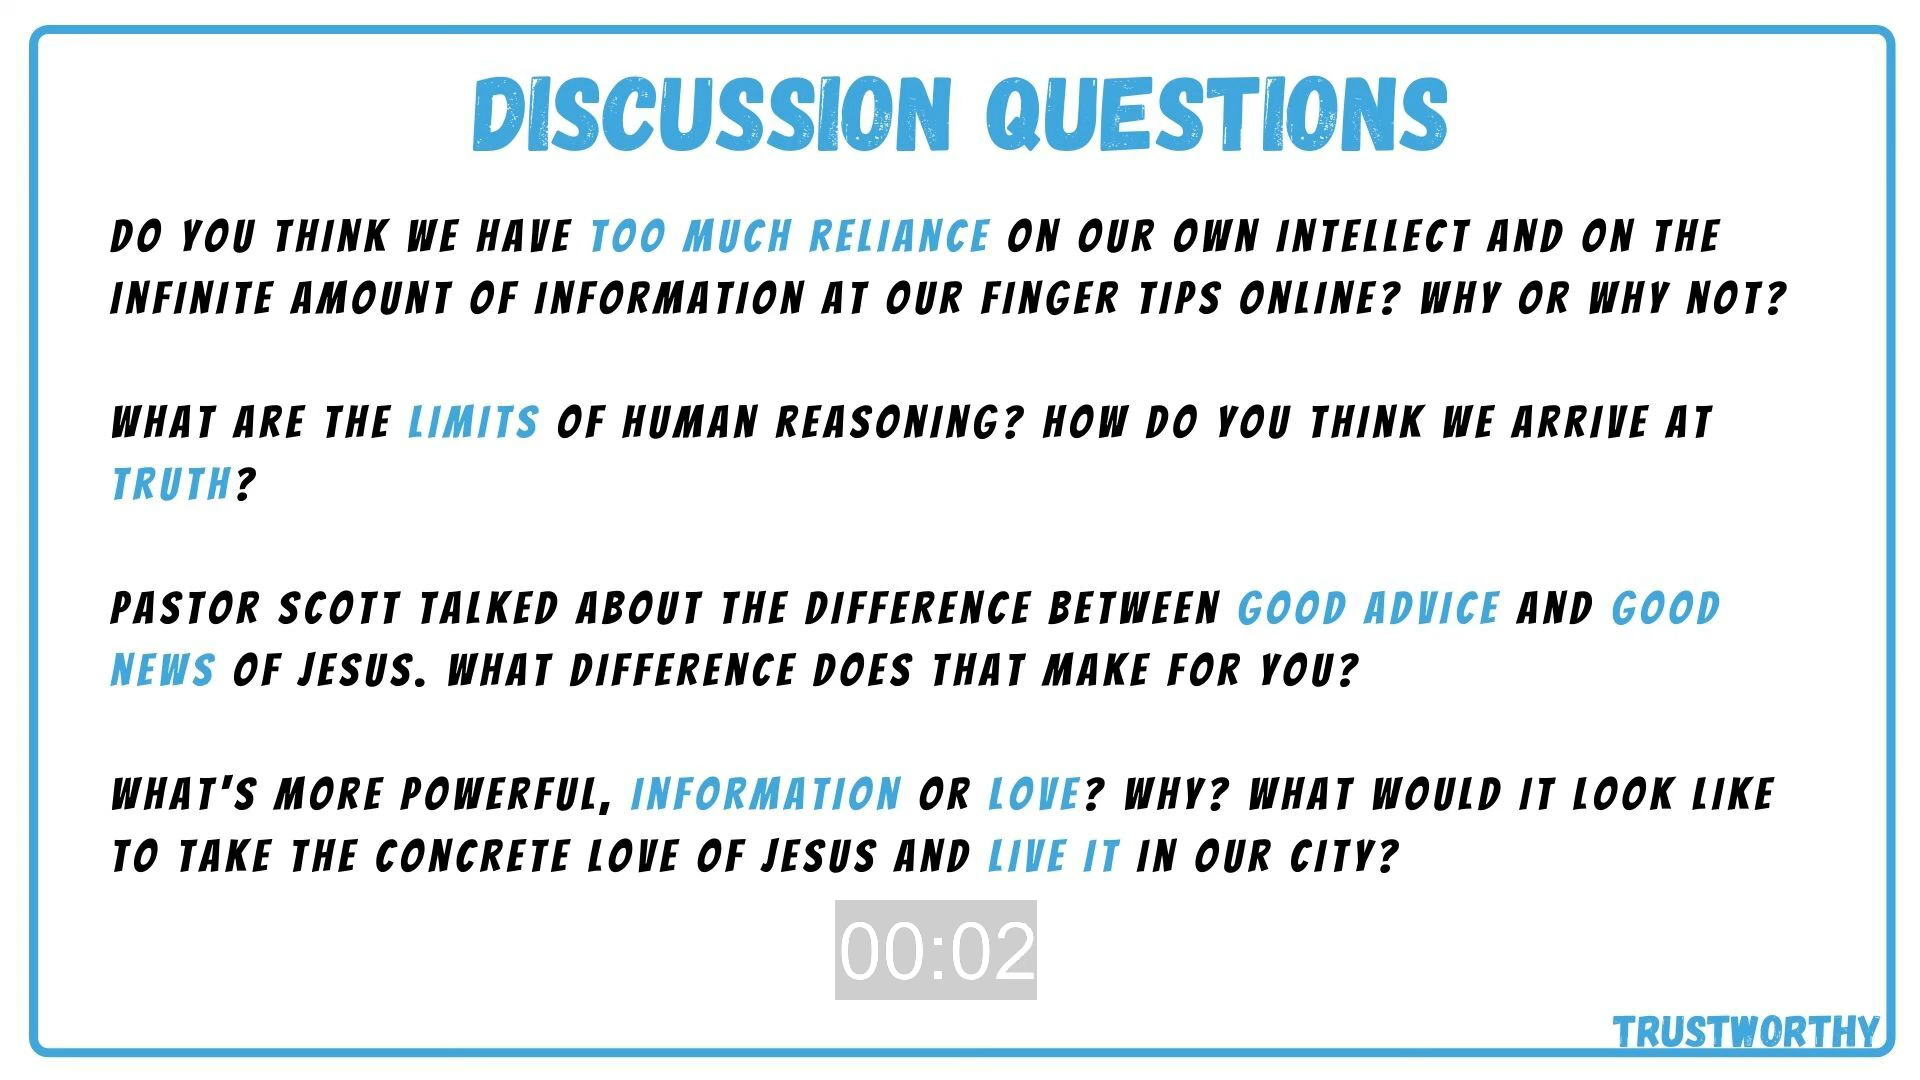 DISCUSSION QUESTIONS
DO YOU THINK WE HAVE TOO MUCH RELIANCE ON OUR OWN INTELLECT AND ON THE
INFINITE AMOUNT OF INFORMATION AT OUR FINGER TIPS ONLINE? WHY OR WHY NOT?
WHAT ARE THE LIMITS OF HUMAN REASONING? HOW DO YOU THINK WE ARRIVE AT
TRUTH?
PASTOR SCOTT TALKED ABOUT THE DIFFERENCE BETWEEN GOOD ADVICE AND GOOD
NEWS OF JESUS. WHAT DIFFERENCE DOES THAT MAKE FOR YOU?
WHAT'S MORE POWERFUL, INFORMATION OR LOVE? WHY? WHAT WOULD IT LOOK LIKE
TO TAKE THE CONCRETE LOVE OF JESUS AND LIVE IT IN OUR CITY?
00:02
TRUSTWORTHY